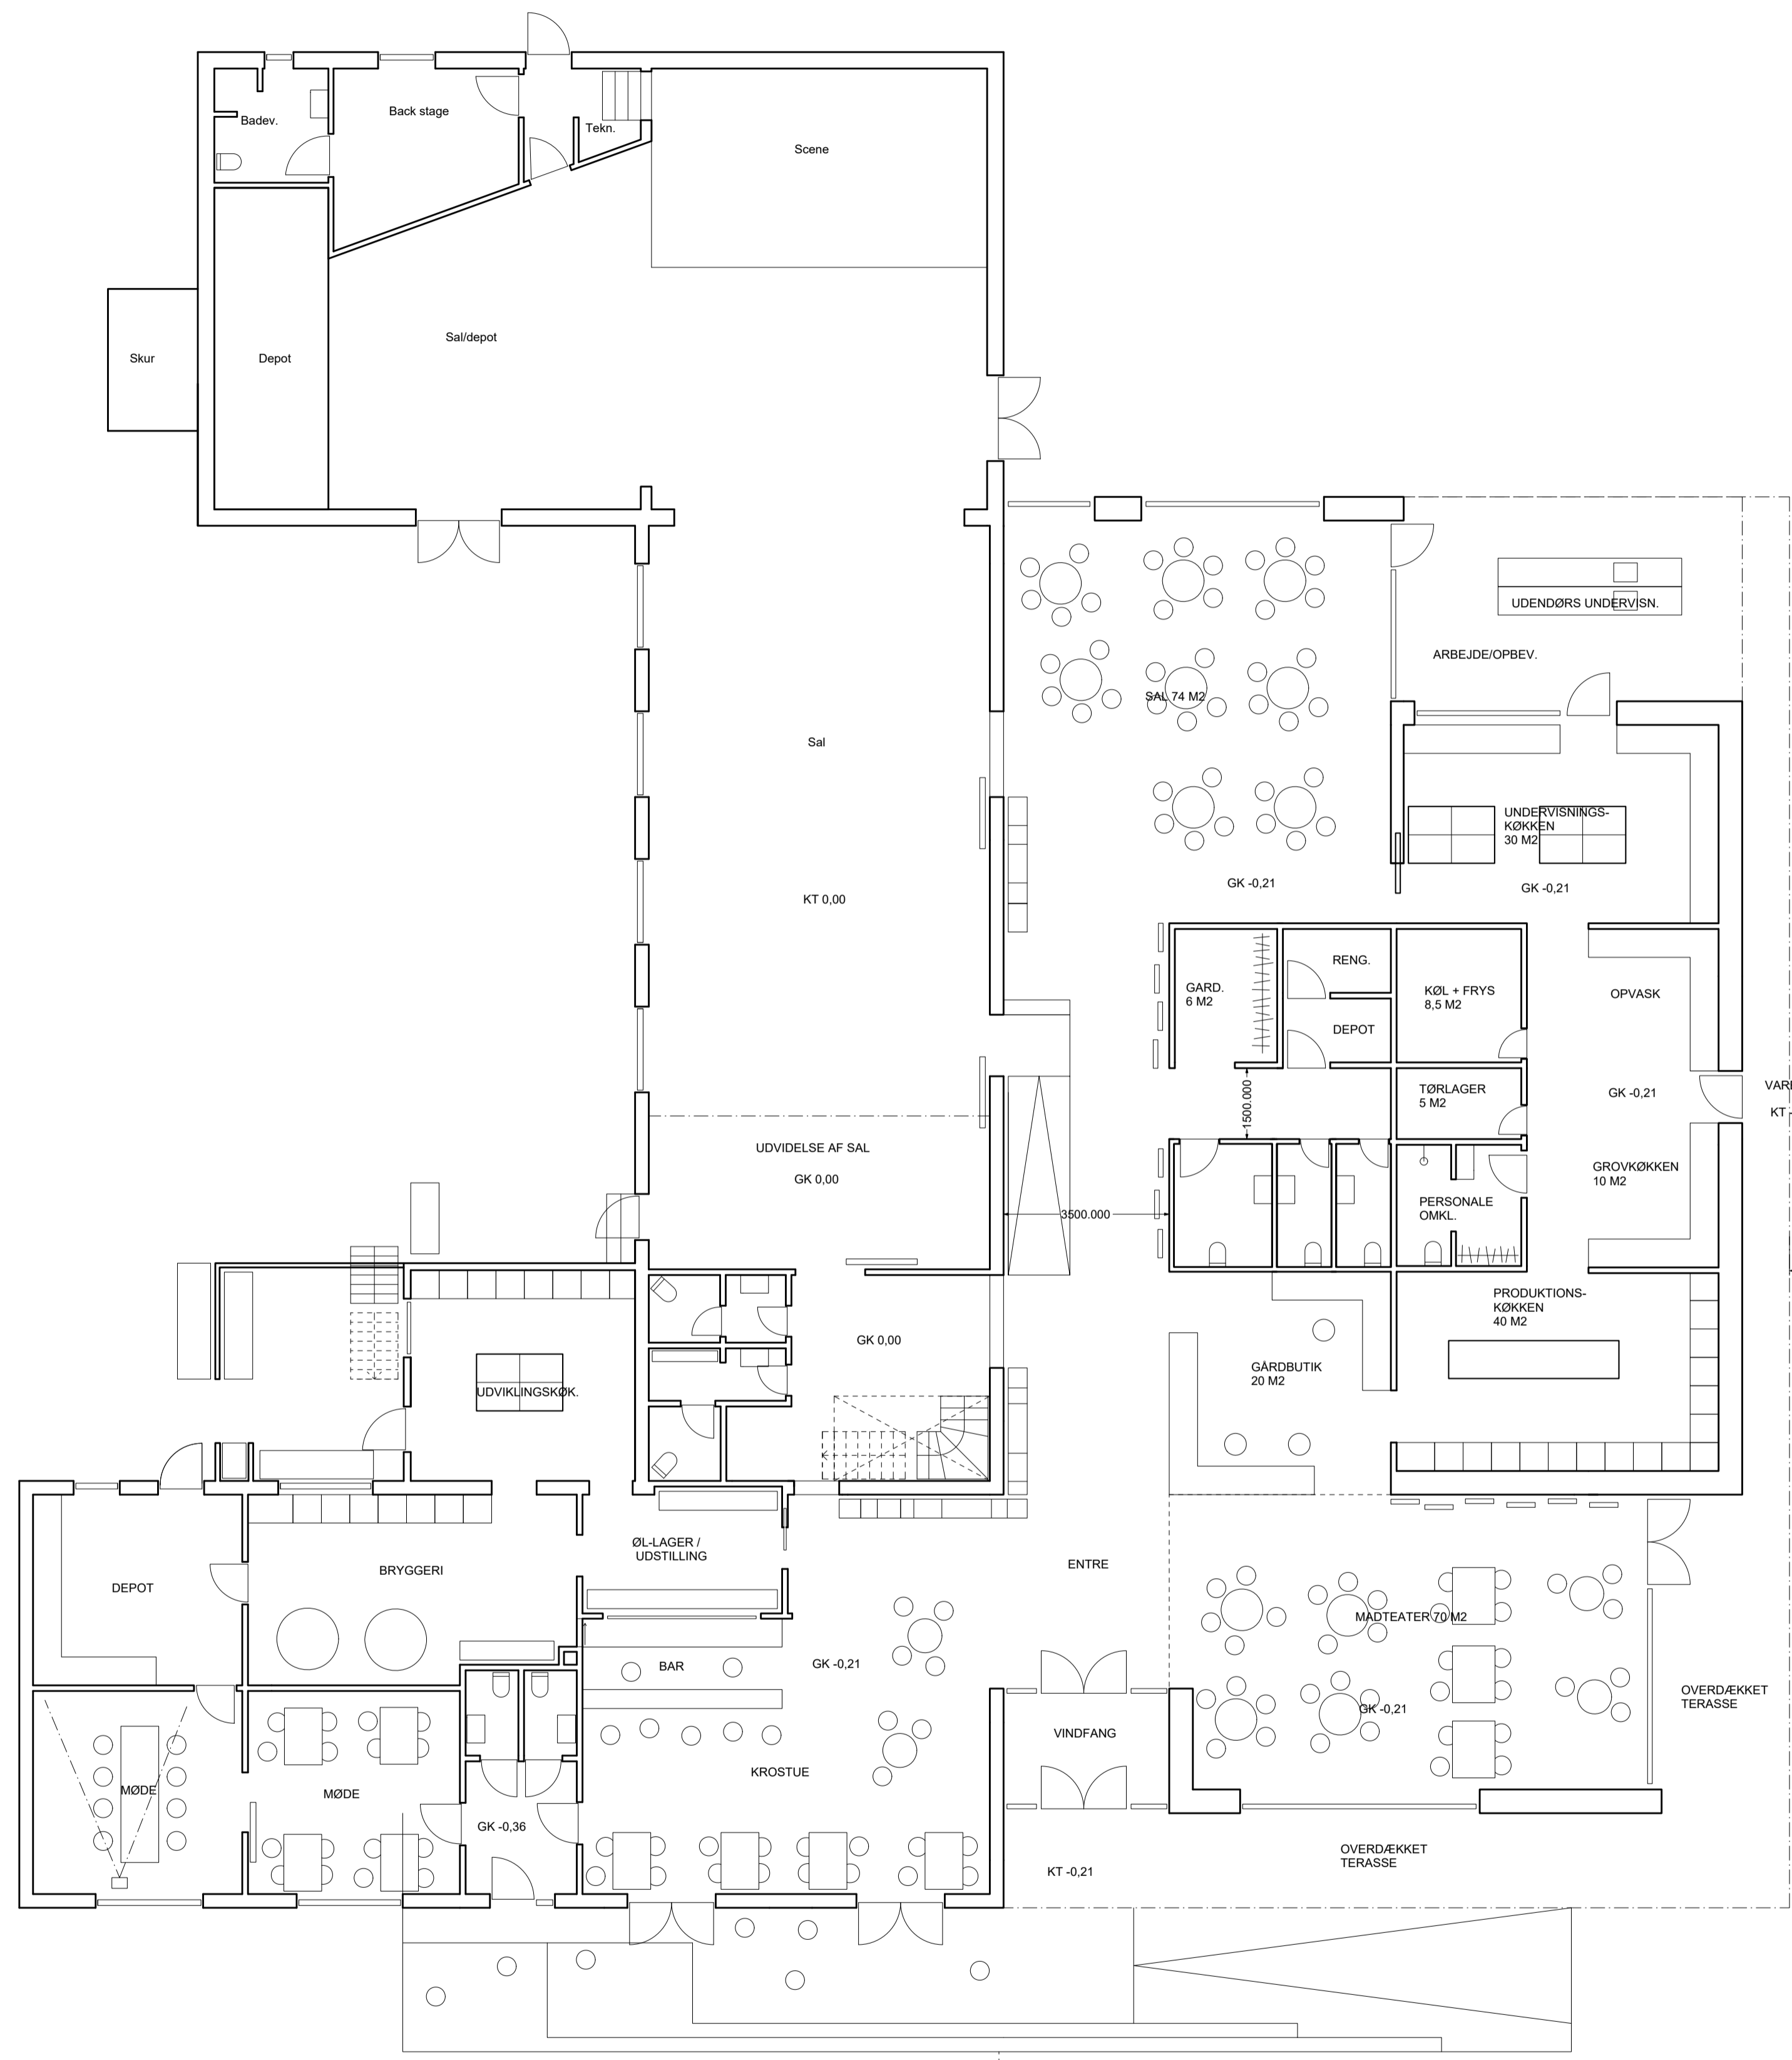 Badev.
Back stage
Tekn.
Scene
Skur
Depot
Sal/depot
UDENDØRS UNDERVISN.
ARBEJDE/OPBEV.
SAL 74 M2
Sal
UNDERVISNINGS-
KØKKEN
30 M2
GK -0,21
GK -0,21
KT 0,00
RENG.
GARD.
6 M2
KØL + FRYS
8,5 M2
OPVASK
DEPOT
TØRLAGER
5 M2
GK -0,21
1500.000
UDVIDELSE AF SAL
GK 0,00
GROVKØKKEN
10 M2
PERSONALE
OMKL.
3500.000
PRODUKTIONS-
KØKKEN
40 M2
GK 0,00
GÅRDBUTIK
20 M2
UDVIKLINGSKØK.
ØL-LAGER /
UDSTILLING
ENTRE
BRYGGERI
DEPOT
MADTEATER 70 M2
BAR
GK -0,21
OVERDÆKKET
TERASSE
GK -0,21
VINDFANG
KROSTUE
MØDE
MØDE
GK -0,36
OVERDÆKKET
TERASSE
KT -0,21
KT